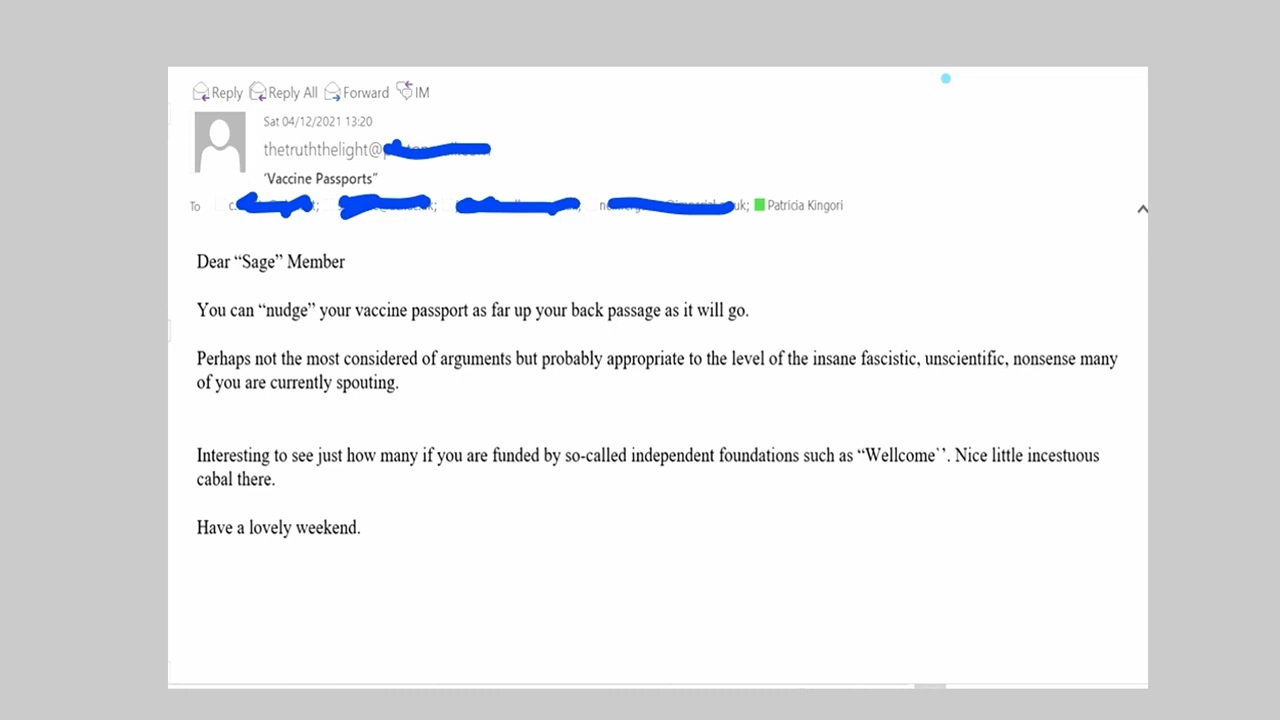 Reply Reply All Forward IM
Sat 04/12/2021 13:20
thetruththelight@
'Vaccine Passports"
To Patricia Kingori
Dear “Sage” Member
You can “nudge” your vaccine passport as far up your back passage as it will go.
Perhaps not the most considered of arguments but probably appropriate to the level of the insane fascistic, unscientific, nonsense many
of you are currently spouting.
Interesting to see just how many if you are funded by so-called independent foundations such as “Wellcome``. Nice little incestuous
cabal there.
Have a lovely weekend.